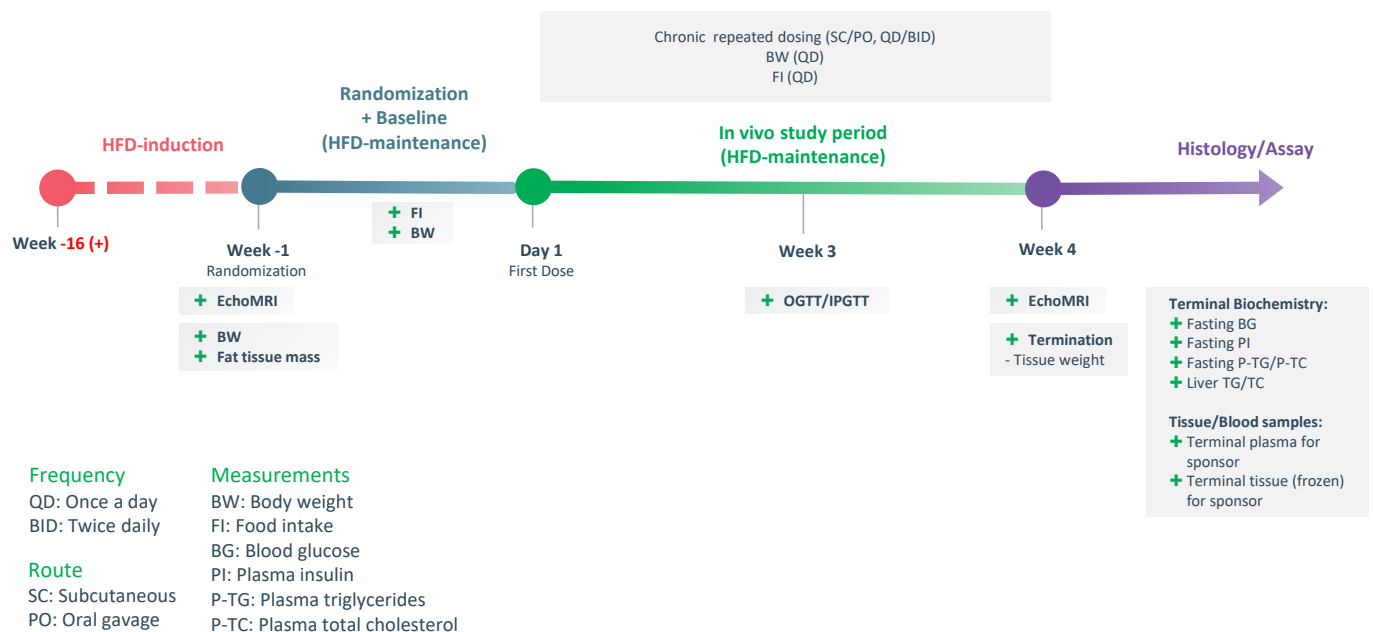 Chronic repeated dosing (SC/PO, QD/BID)
BW (QD)
FI (QD)
HFD-induction
Randomization
+ Baseline
(HFD-maintenance)
In vivo study period
(HFD-maintenance)
Histology/Assay
Week -16 (+)
Week -1
Randomization
+ EchoMRI
+ BW
+ Fat tissue mass
+ FI
+ BW
Day 1
First Dose
Week 3
+ OGTT/IPGTT
Week 4
+ EchoMRI
+ Termination
- Tissue weight
Terminal Biochemistry:
+ Fasting BG
+ Fasting PI
+ Fasting P-TG/P-TC
+ Liver TG/TC
Tissue/Blood samples:
+ Terminal plasma for
sponsor
+ Terminal tissue (frozen)
for sponsor
Frequency
QD: Once a day
BID: Twice daily
Route
SC: Subcutaneous
PO: Oral gavage
Measurements
BW: Body weight
FI: Food intake
BG: Blood glucose
PI: Plasma insulin
P-TG: Plasma triglycerides
P-TC: Plasma total cholesterol